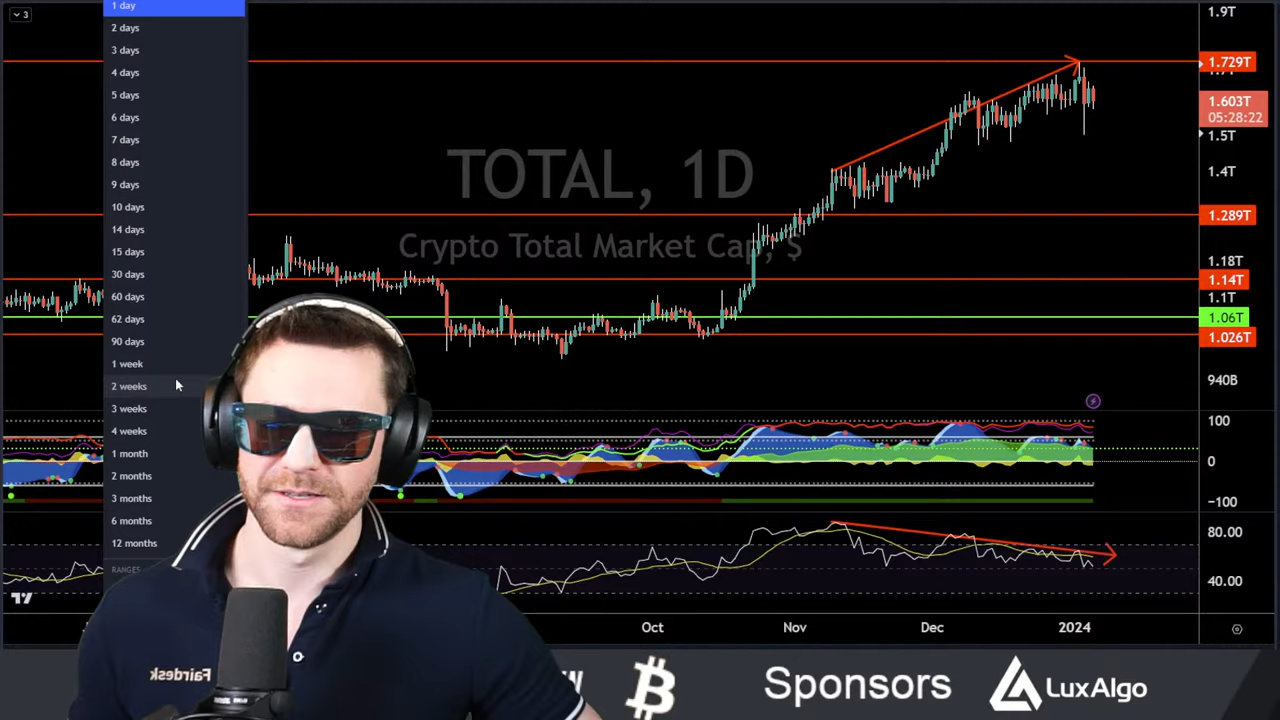 3
1 day
2 days
3 days
4 days
5 days
6 days
7 days
8 days
9 days
10 days
14 days
15 days
30 days
60 days
62 days
90 days
1 week
2 weeks
3 weeks
4 weeks
1 month
2 months
3 months
6 months
12 months
RANGES
TOTAL, 1D
Crypto Total Market Cap, $
1.9T
1.729T
1.603T
05:28:22
1.5T
1.4T
1.289T
1.18T
1.14T
1.1T
1.06T
1.026T
940B
100
0
−100
80.00
40.00
Oct
Nov
Dec
2024
Fairdesk
Sponsors
LuxAlgo